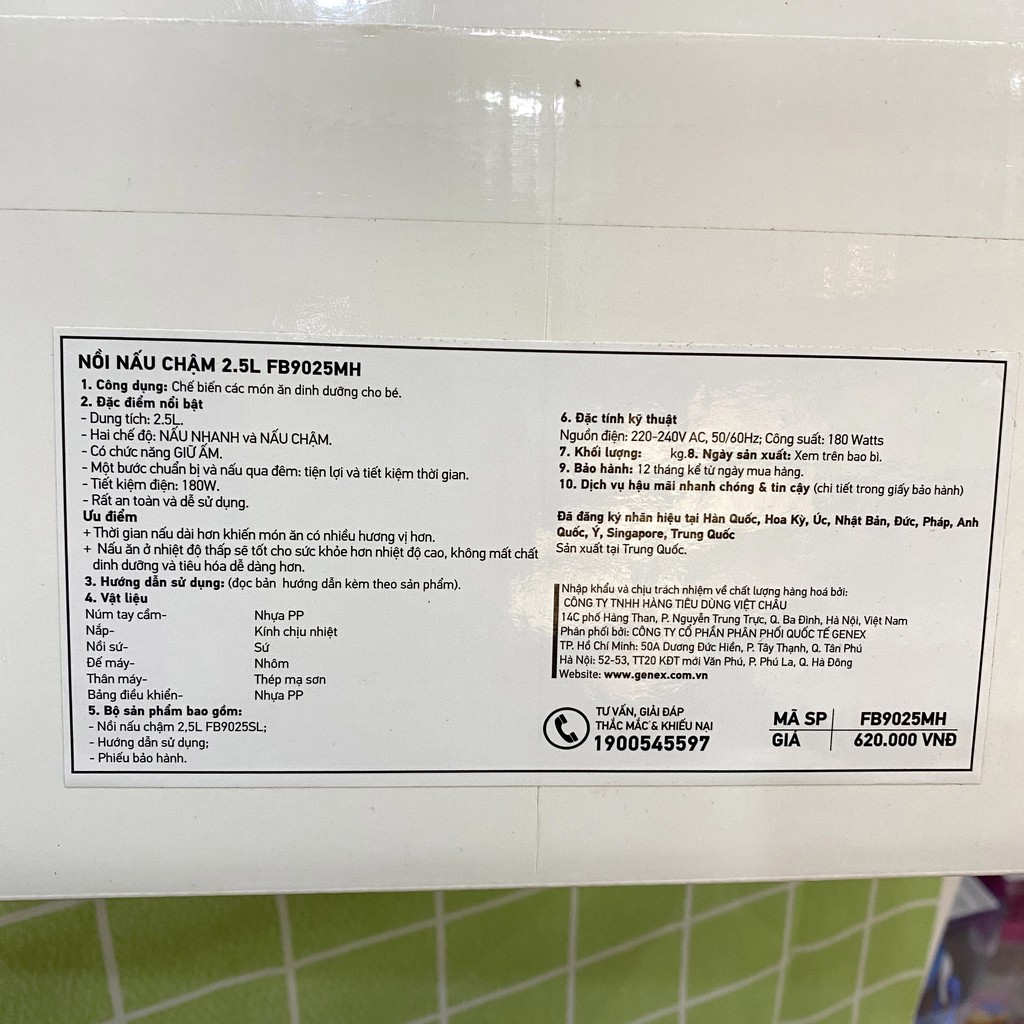 NỒI NẤU CHẬM 2.5L FB9025MH
1. Công dụng: Chế biến các món ăn dinh dưỡng cho bé.
2. Đặc điểm nổi bật
- Dung tích: 2.5L.
- Hai chế độ: NẤU NHANH và NẤU CHẬM.
- Có chức năng GIỮ ẤM.
- Một bước chuẩn bị và nấu qua đêm: tiện lợi và tiết kiệm thời gian.
- Tiết kiệm điện: 180W.
- Rất an toàn và dễ sử dụng.
Ưu điểm
+ Thời gian nấu dài hơn khiến món ăn có nhiều hương vị hơn.
+ Nấu ăn ở nhiệt độ thấp sẽ tốt cho sức khỏe hơn nhiệt độ cao, không mất chất
dinh dưỡng và tiêu hóa dễ dàng hơn.
3. Hướng dẫn sử dụng: (đọc bản hướng dẫn kèm theo sản phẩm).
4. Vật liệu
Núm tay cầm- Nhựa PP
Nắp- Kính chịu nhiệt
Nồi sứ- Sứ
Đế máy- Nhôm
Thân máy- Thép mạ sơn
Bảng điều khiển- Nhựa PP
5. Bộ sản phẩm bao gồm:
- Nồi nấu chậm 2,5L FB9025SL;
- Hướng dẫn sử dụng;
- Phiếu bảo hành.
6. Đặc tính kỹ thuật
Nguồn điện: 220-240V AC, 50/60Hz; Công suất: 180 Watts
7. Khối lượng: kg.8. Ngày sản xuất: Xem trên bao bì.
9. Bảo hành: 12 tháng kể từ ngày mua hàng.
10. Dịch vụ hậu mãi nhanh chóng & tin cậy (chi tiết trong giấy bảo hành)
Đã đăng ký nhãn hiệu tại Hàn Quốc, Hoa Kỳ, Úc, Nhật Bản, Đức, Pháp, Anh
Quốc, Ý, Singapore, Trung Quốc
Sản xuất tại Trung Quốc.
Nhập khẩu và chịu trách nhiệm về chất lượng hàng hoá bởi:
CÔNG TY TNHH HÀNG TIÊU DÙNG VIỆT CHÂU
14C phố Hàng Than, P. Nguyễn Trung Trực, Q. Ba Đình, Hà Nội, Việt Nam
Phân phối bởi: CÔNG TY CỔ PHẦN PHÂN PHỐI QUỐC TẾ GENEX
TP. Hồ Chí Minh: 50A Dương Đức Hiền, P. Tây Thạnh, Q. Tân Phú
Hà Nội: 52-53, TT20 KĐT mới Văn Phú, P. Phú La, Q. Hà Đông
Website: www.genex.com.vn
TƯ VẤN, GIẢI ĐÁP
THẮC MẮC & KHIẾU NẠI
1900545597
MÃ SP FB9025MH
GIÁ 620.000 VNĐ